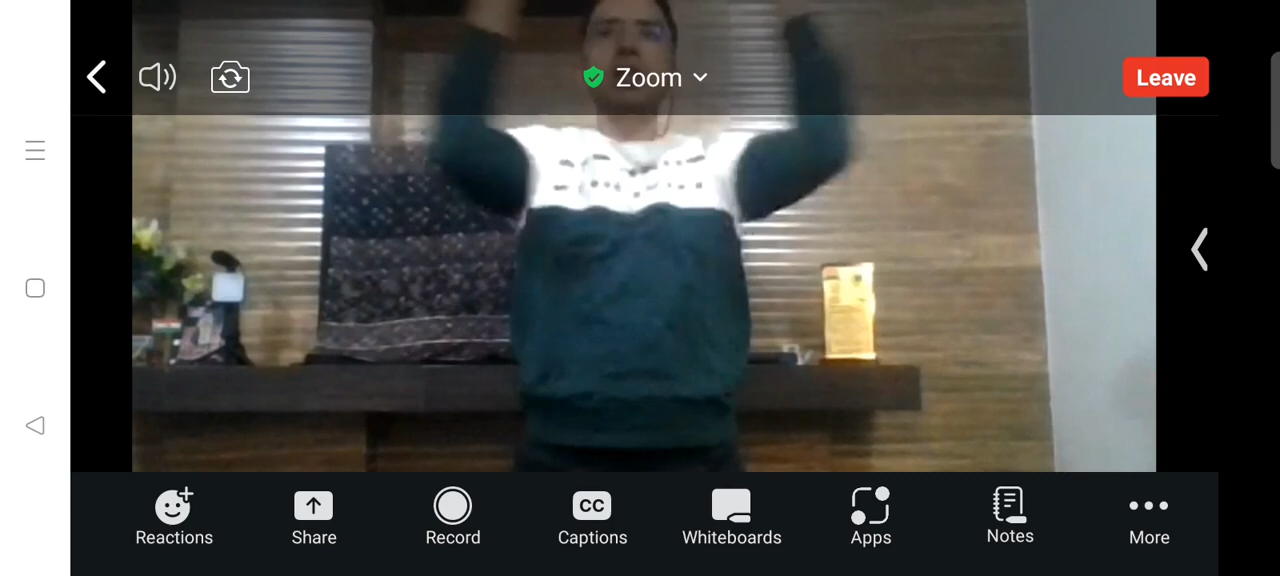 Zoom
Leave
CC
Reactions
Share
Record
Captions
Whiteboards
Apps
Notes
More